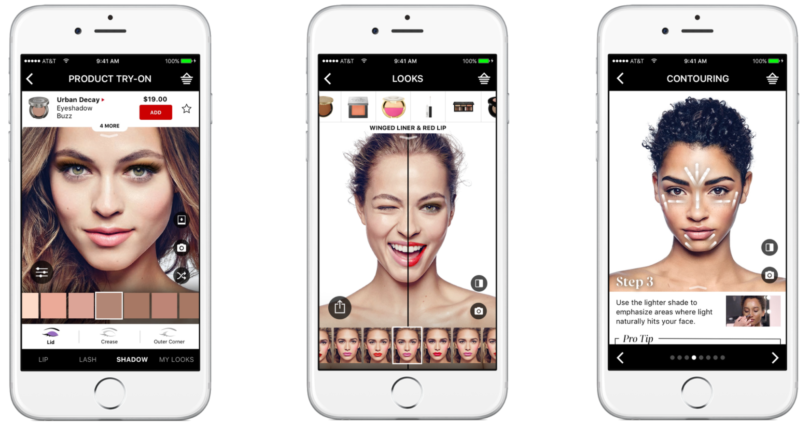 ●●●●● AT&T 9:41 AM 100%
PRODUCT TRY-ON
Urban Decay
$19.00
Eyeshadow
Buzz
ADD
4 MORE
Lid
Crease
Outer Corner
LIP
LASH
SHADOW
MY LOOKS
●●●●● AT&T 9:41 AM 100%
LOOKS
WINGED LINER & RED LIP
●●●●● AT&T 9:41 AM 100%
CONTOURING
Step 3
Use the lighter shade to
emphasize areas where light
naturally hits your face.
Pro Tip